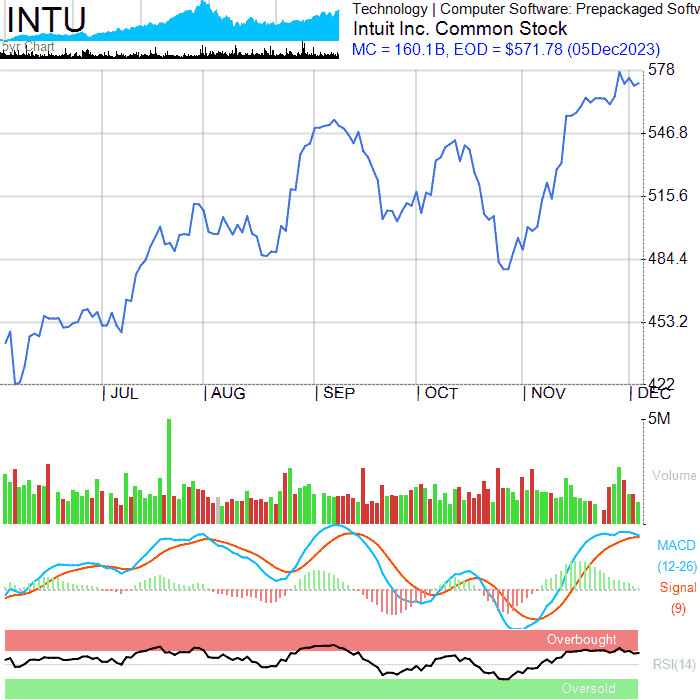 INTU
5yr Chart
Technology | Computer Software: Prepackaged Softw
Intuit Inc. Common Stock
MC = 160.1B, EOD = $571.78 (05Dec2023)
578
546.8
515.6
484.4
453.2
422
| JUL | AUG | SEP | OCT | NOV | DEC
5M
Volume
MACD
(12-26)
Signal
(9)
Overbought
RSI(14)
Oversold